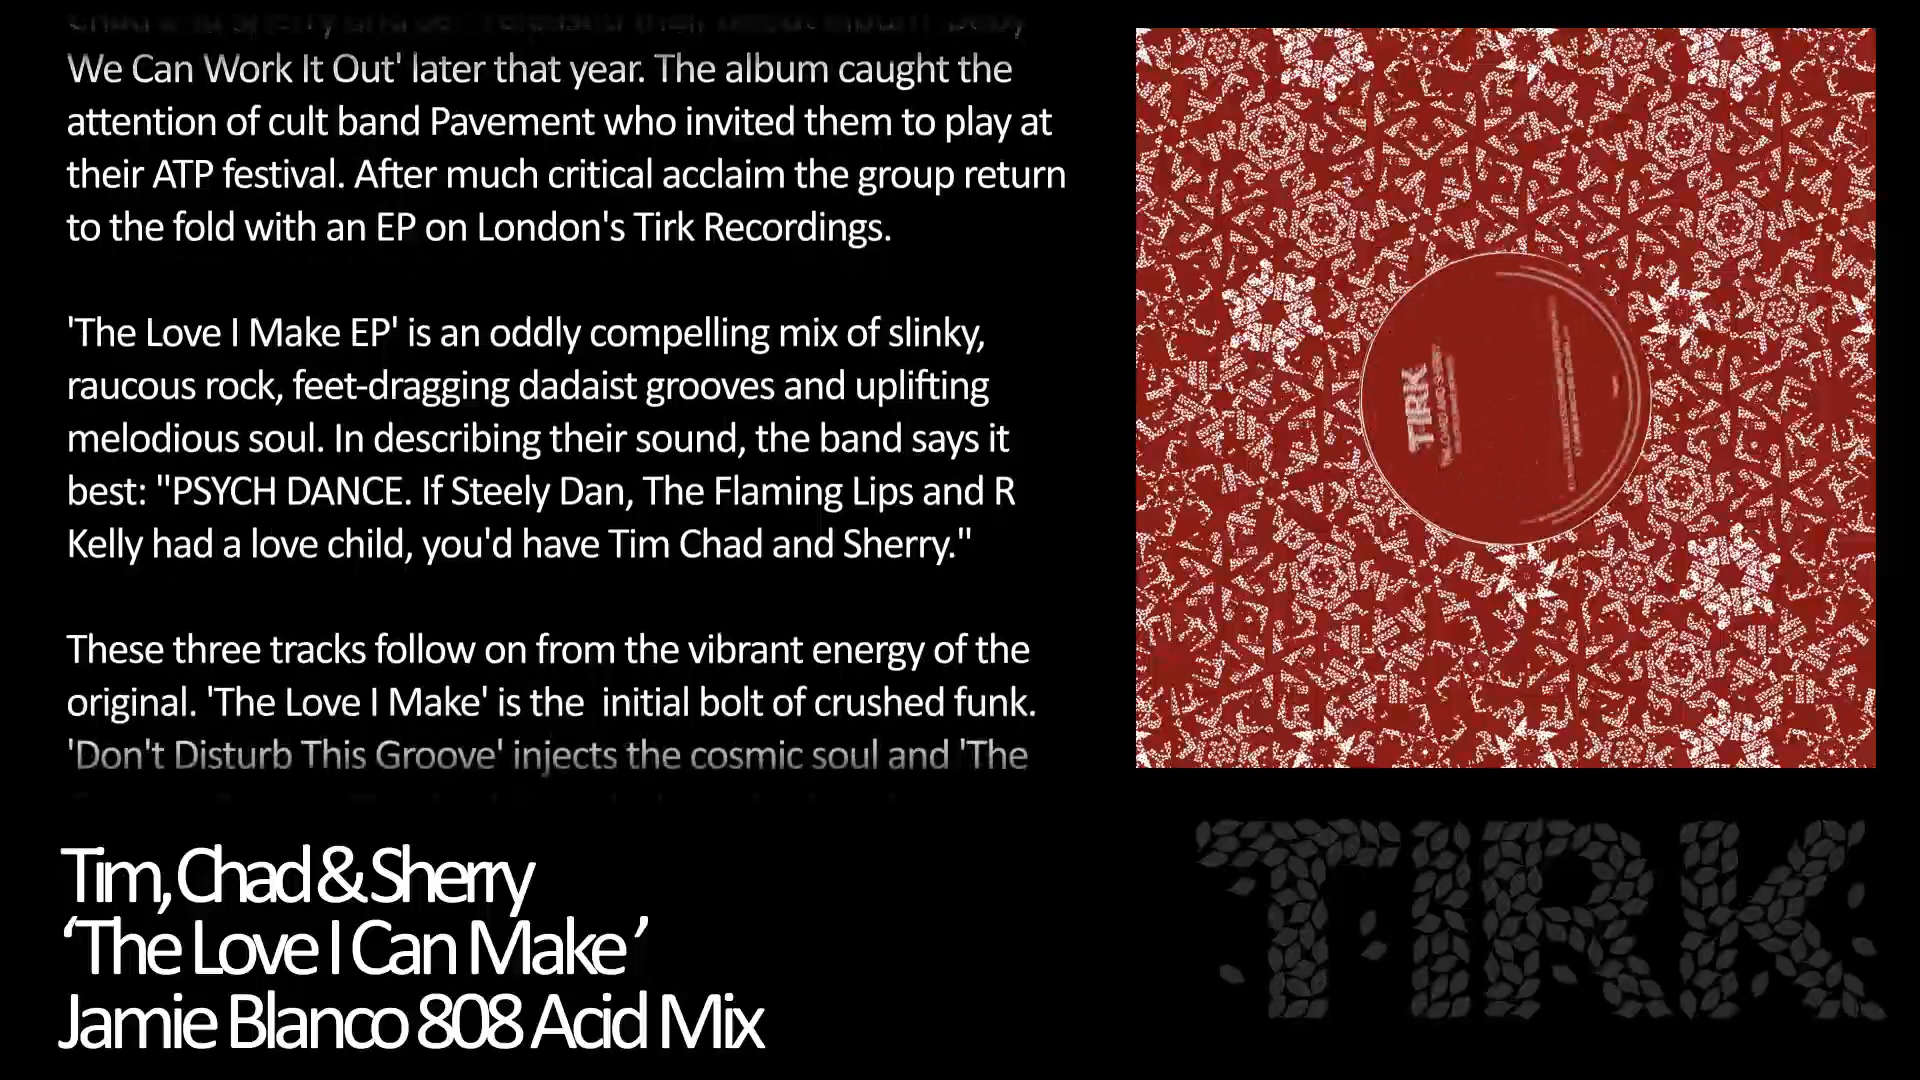 We Can Work It Out' later that year. The album caught the
attention of cult band Pavement who invited them to play at
their ATP festival. After much critical acclaim the group return
to the fold with an EP on London's Tirk Recordings.
'The Love I Make EP' is an oddly compelling mix of slinky,
raucous rock, feet-dragging dadaist grooves and uplifting
melodious soul. In describing their sound, the band says it
best: "PSYCH DANCE. If Steely Dan, The Flaming Lips and R
Kelly had a love child, you'd have Tim Chad and Sherry."
These three tracks follow on from the vibrant energy of the
original. 'The Love I Make' is the  initial bolt of crushed funk.
'Don't Disturb This Groove' injects the cosmic soul and 'The
Tim, Chad & Sherry
‘The Love I Can Make’
Jamie Blanco 808 Acid Mix
TIRK
TIRK